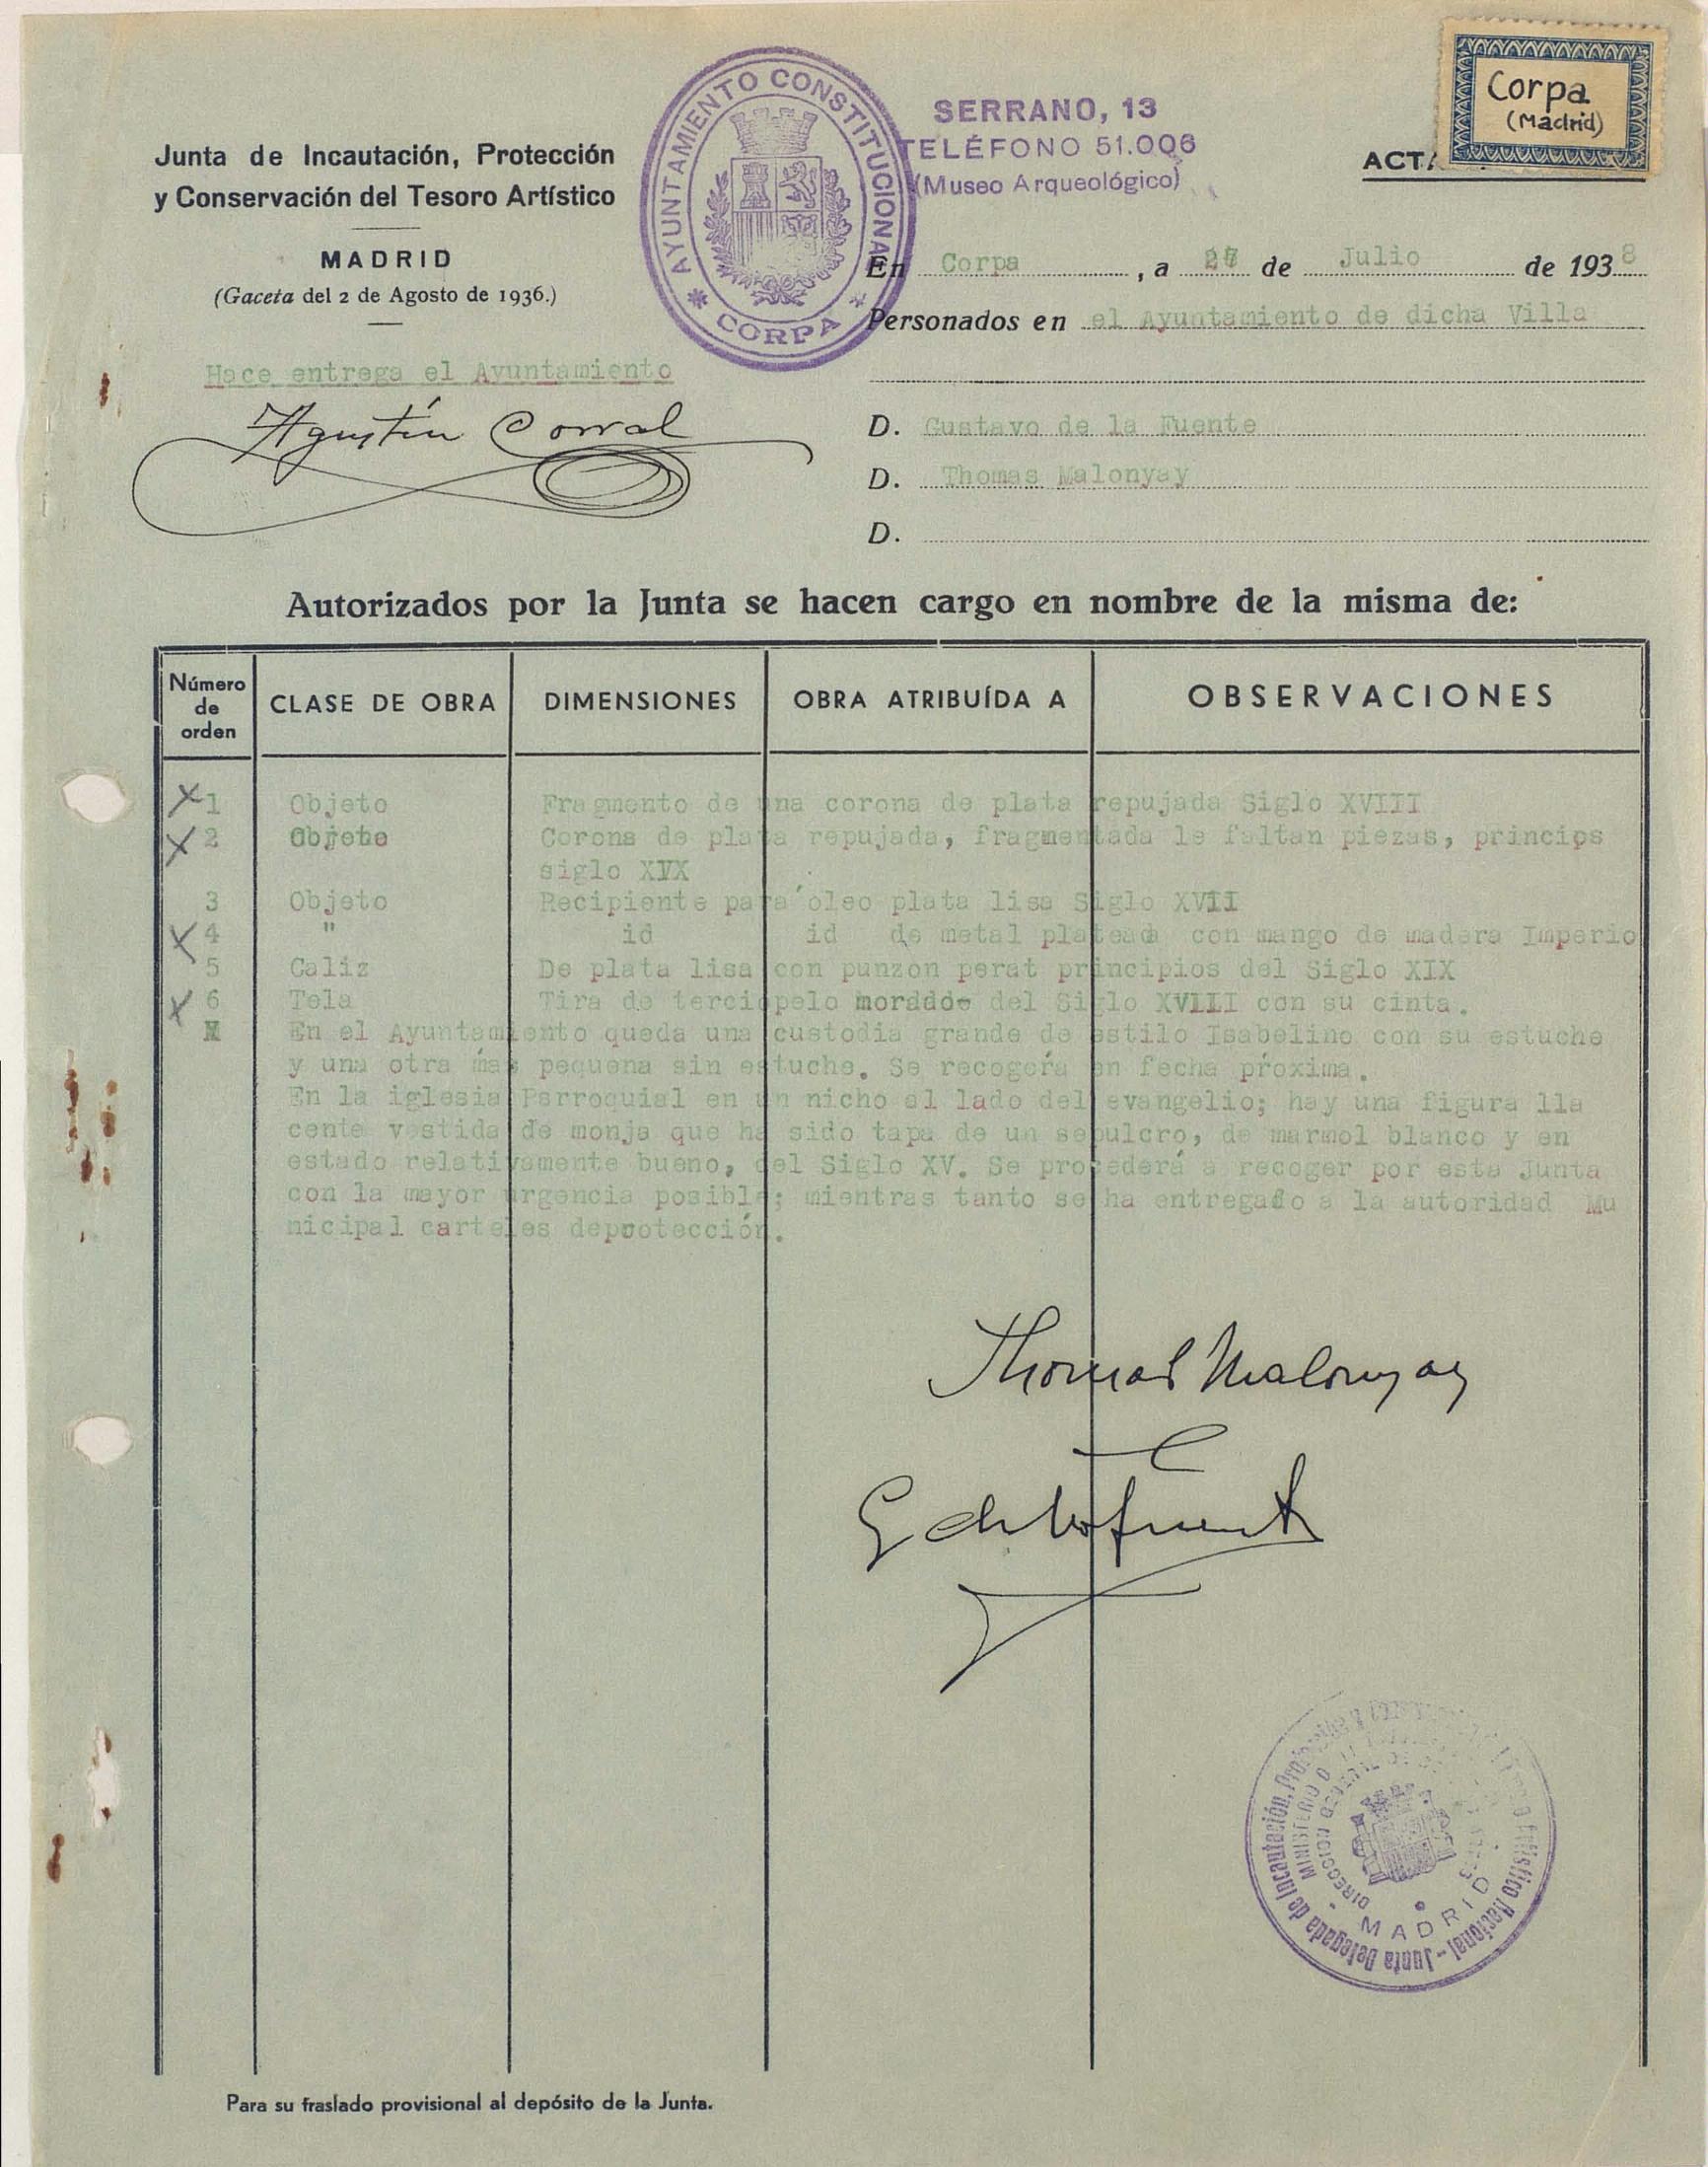 Corpa
(Madrid)
AYUNTAMIENTO CONSTITUCIONAL
* CORPA *
SERRANO, 13
TELÉFONO 51.006
(Museo Arqueológico)
Junta de Incautación, Protección
y Conservación del Tesoro Artístico
MADRID
(Gaceta del 2 de Agosto de 1936.)
En Corpa , a de Julio de 1938
Personados en el Ayuntamiento de dicha Villa
Hace entrega el Ayuntamiento
Agustín Corral
D. Gustavo de la Fuente
D. Thomas Malonyay
D.
Autorizados por la Junta se hacen cargo en nombre de la misma de:
Número de orden CLASE DE OBRA DIMENSIONES OBRA ATRIBUÍDA A OBSERVACIONES
X 1 Objeto Fragmento de una corona de plata repujada Siglo XVIII
X 2 Objeto Corona de plata repujada, fragmentada le faltan piezas, princips
siglo
3 Objeto Recipiente para óleo plata lisa Siglo XVII
X 4 " id id de metal plateada con mango de madera Imperio
5 Caliz De plata lisa con punzon perat principios del Siglo XIX
X 6 Tela Tira de terciopelo del Siglo XVIII con su cinta.
En el Ayuntamiento queda una custodia grande de estilo Isabelino con su estuche
y una otra más pequena sin estuche. Se recogerá en fecha próxima.
En la iglesia Parroquial en un nicho al lado del evangelio; hay una figura lla
cente vestida de monja que ha sido tapa de un sepulcro, de marmol blanco y en
estado relativamente bueno, del Siglo XV. Se procederá a recoger por esta Junta
con la mayor urgencia posible; mientras tanto se ha entregado a la autoridad Mu
nicipal carteles deprotección.
Thomas Malonyay
G de la Fuente
Junta Delegada de Incautación, Artístico Nacional
MINISTERIO D
DIRECCION GENERAL DE
MADRID
Para su traslado provisional al depósito de la Junta.